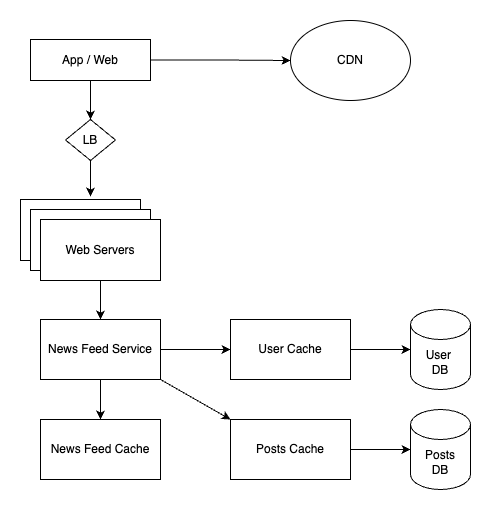 App / Web
CDN
LB
Web Servers
News Feed Service
User Cache
User
DB
News Feed Cache
Posts Cache
Posts
DB